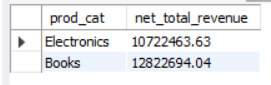 prod_cat net_total_revenue
Electronics 10722463.63
Books 12822694.04